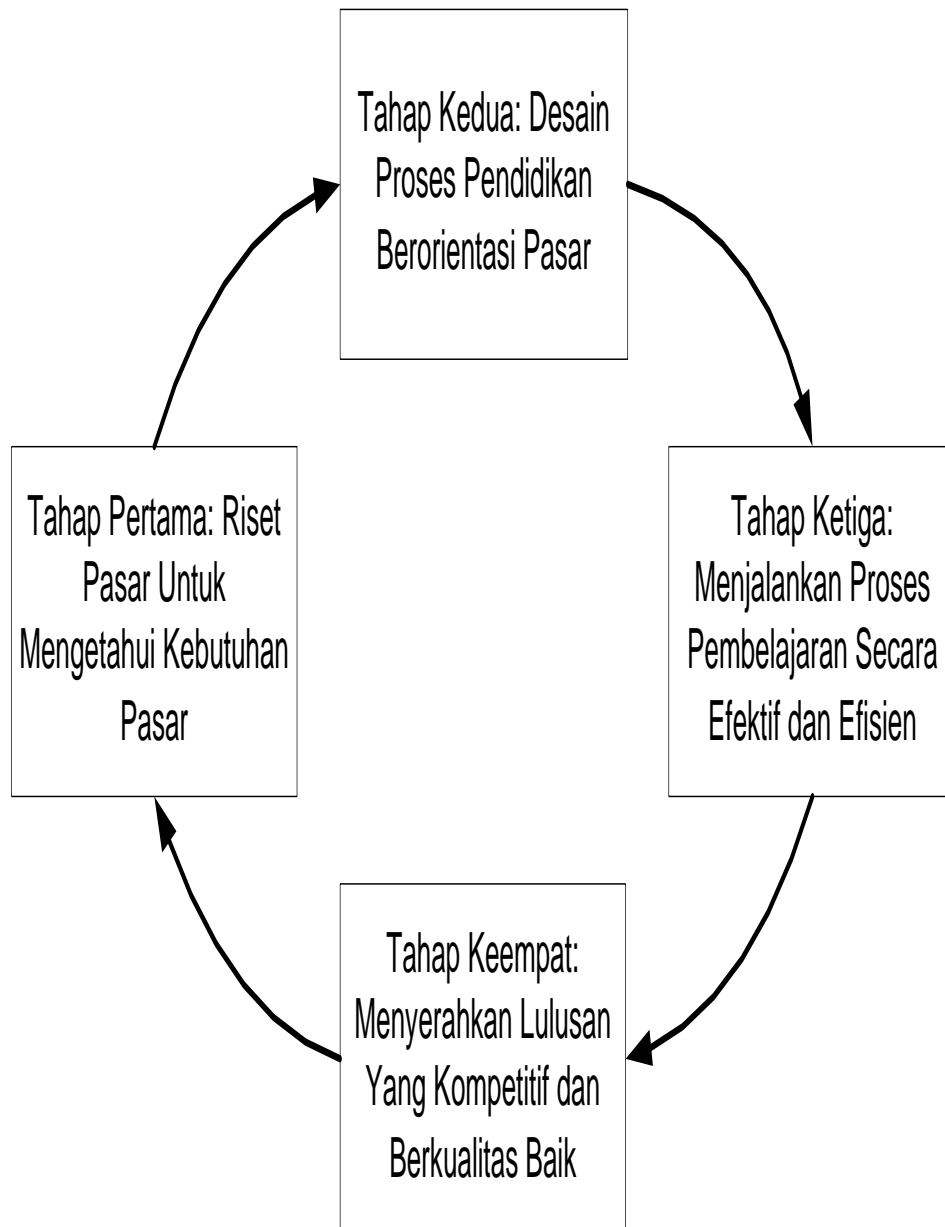 Tahap Kedua: Desain
Proses Pendidikan
Berorientasi Pasar
Tahap Pertama: Riset
Pasar Untuk
Mengetahui Kebutuhan
Pasar
Tahap Ketiga:
Menjalankan Proses
Pembelajaran Secara
Efektif dan Efisien
Tahap Keempat:
Menyerahkan Lulusan
Yang Kompetitif dan
Berkualitas Baik